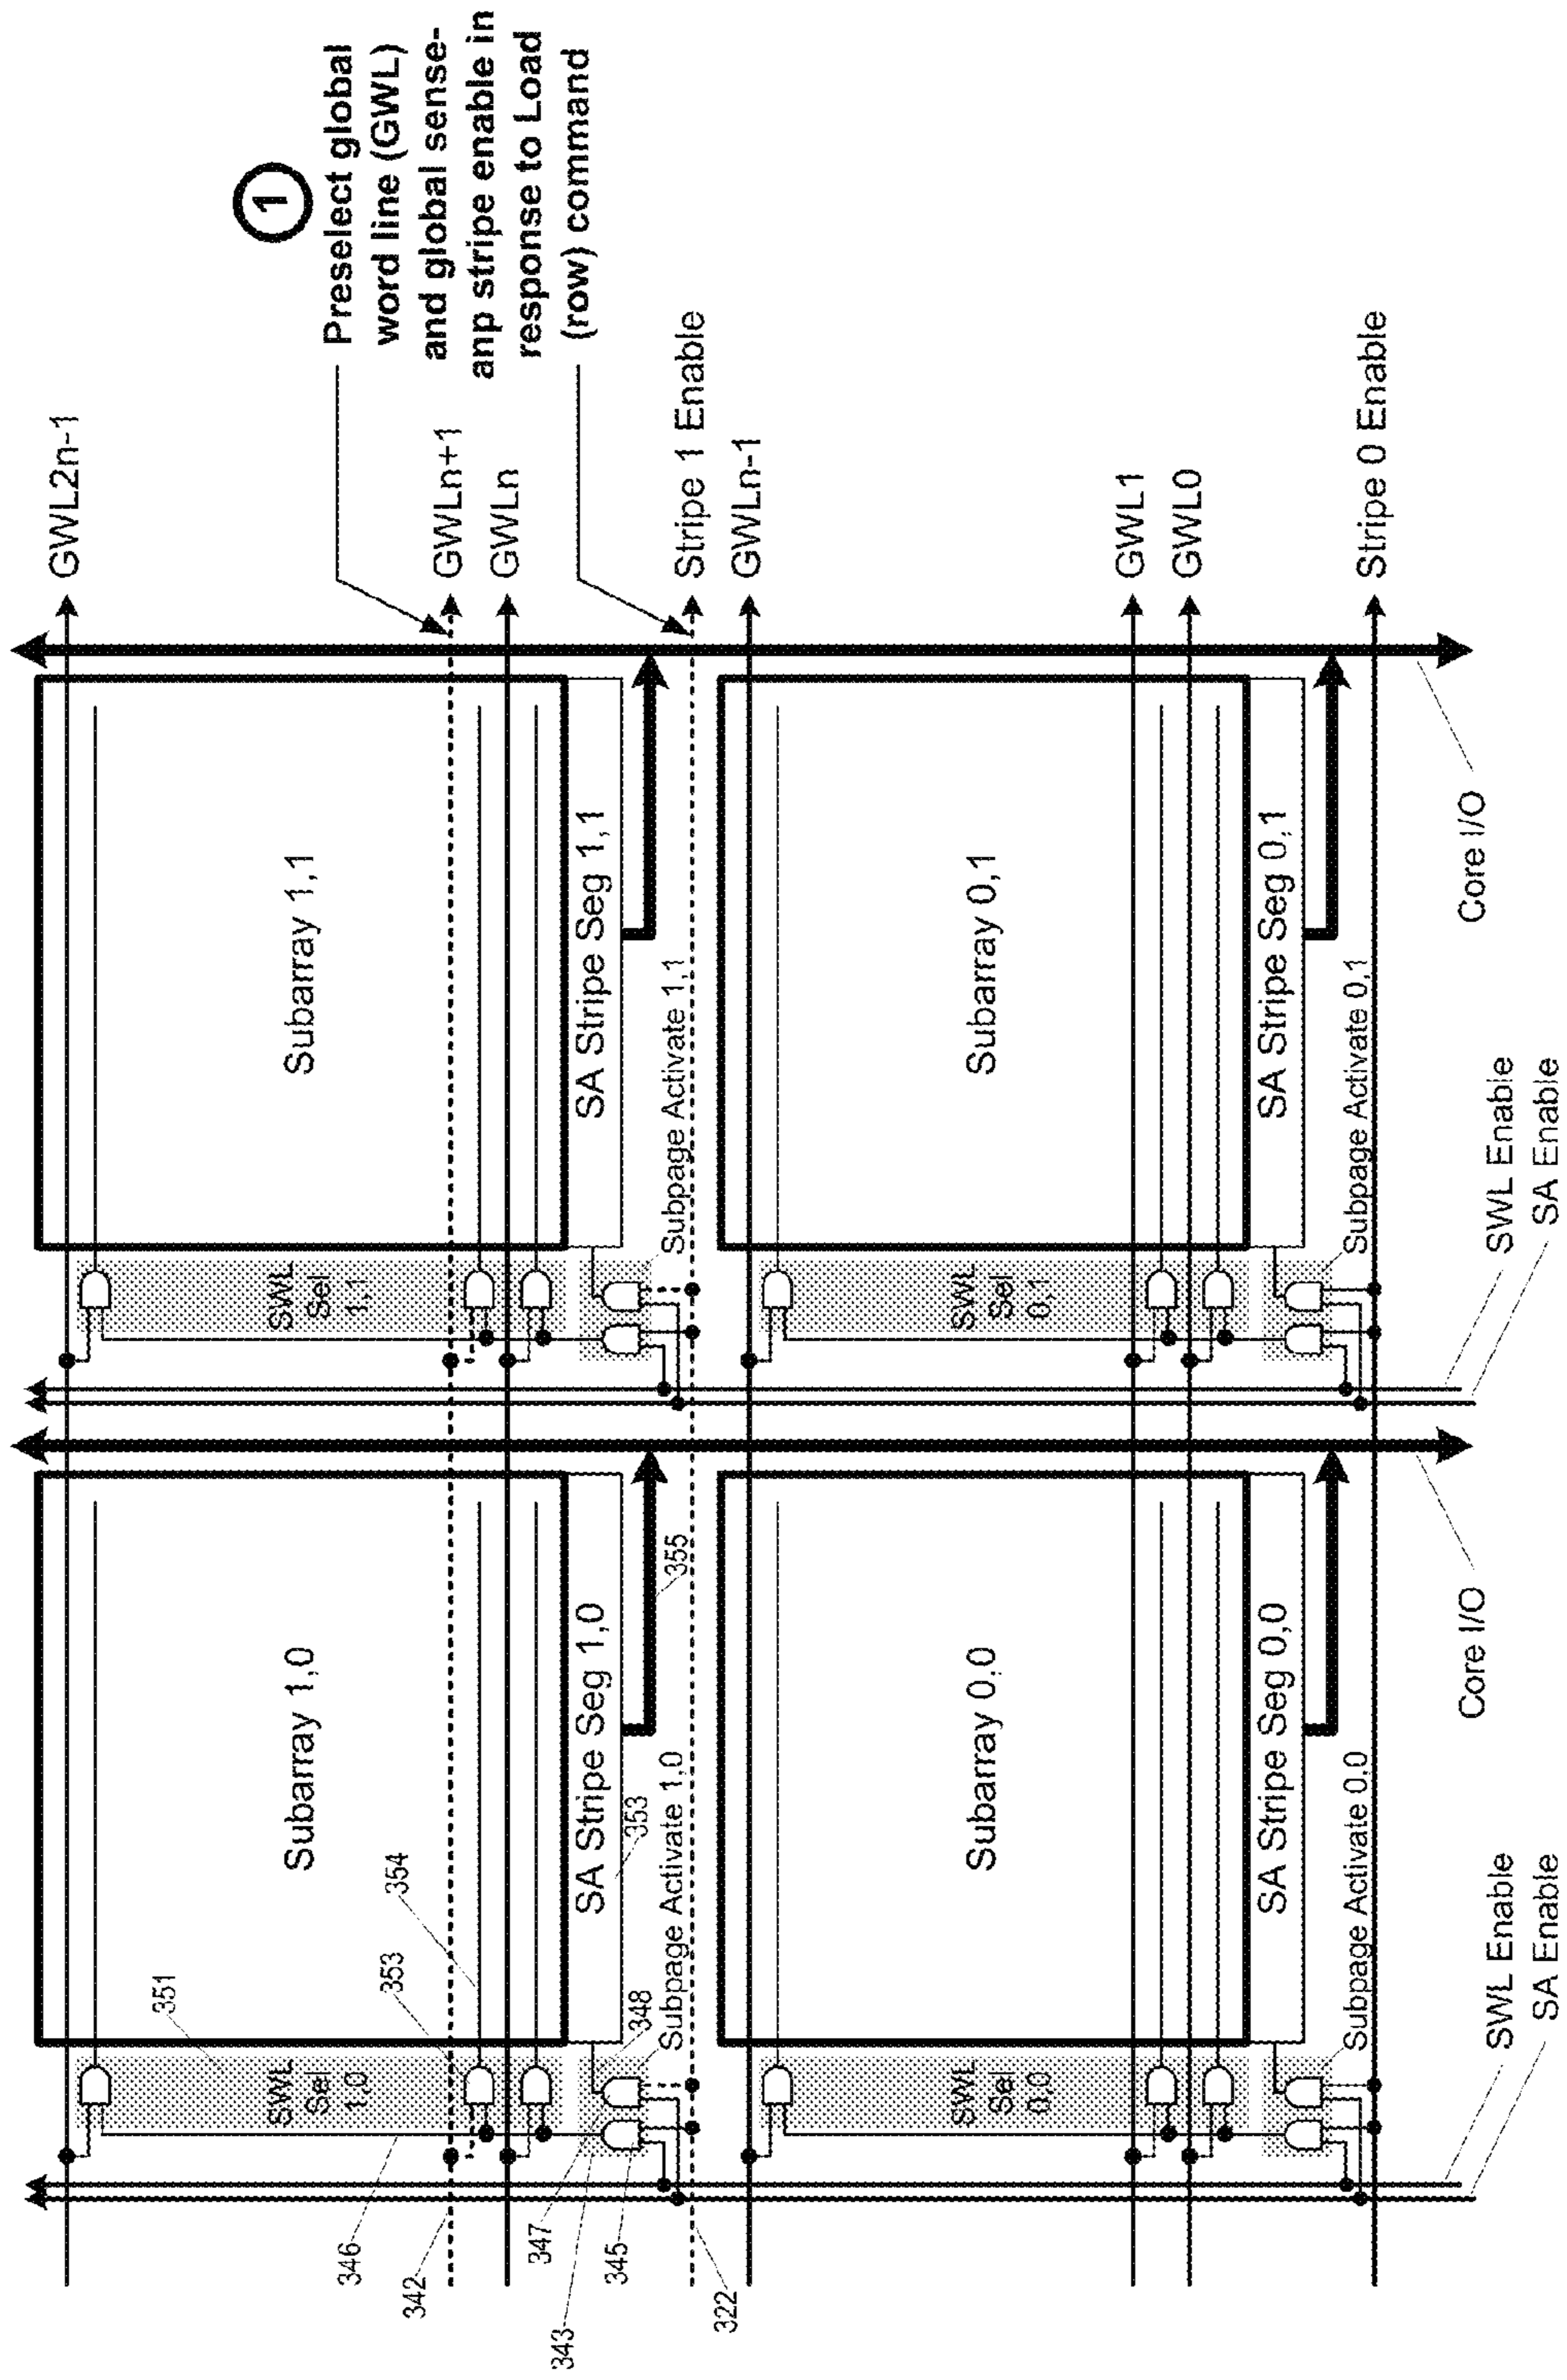 1
Preselect global
word line (GWL)
and global sense-
anp stripe enable in
response to Load
(row) command
GWL2n-1
GWLn+1
GWLn
Stripe 1 Enable
GWLn-1
GWL1
GWL0
Stripe 0 Enable
Subarray 1,0
Subarray 1,1
SWL
Sel
1,0
SWL
Sel
1,1
SA Stripe Seg 1,0
SA Stripe Seg 1,1
Subpage Activate 1,0
Subpage Activate 1,1
Subarray 0,0
Subarray 0,1
SWL
Sel
0,0
SWL
Sel
0,1
SA Stripe Seg 0,0
SA Stripe Seg 0,1
Subpage Activate 0,0
Subpage Activate 0,1
Core I/O
Core I/O
SWL Enable
SA Enable
SWL Enable
SA Enable
351
346
342
353
354
347
343
345
348
353
355
322